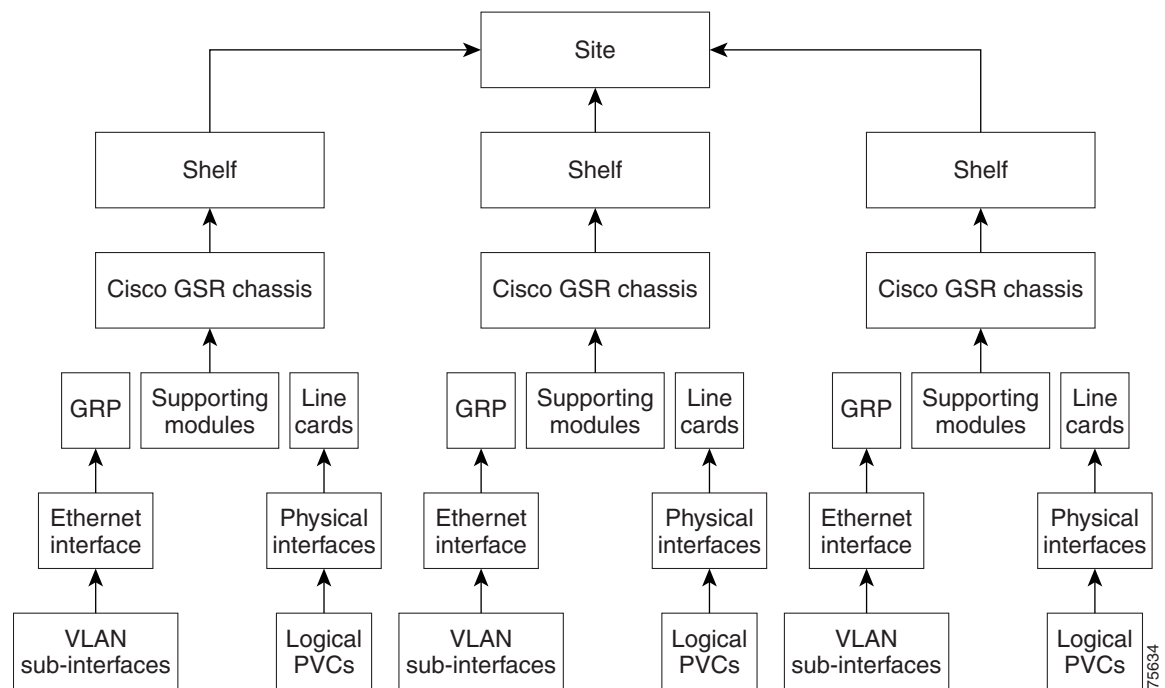 Site
Shelf
Shelf
Shelf
Cisco GSR chassis
Cisco GSR chassis
Cisco GSR chassis
GRP
Supporting
modules
Line
cards
GRP
Supporting
modules
Line
cards
GRP
Supporting
modules
Line
cards
Ethernet
interface
Physical
interfaces
Ethernet
interface
Physical
interfaces
Ethernet
interface
Physical
interfaces
VLAN
sub-interfaces
Logical
PVCs
VLAN
sub-interfaces
Logical
PVCs
VLAN
sub-interfaces
Logical
PVCs
75634